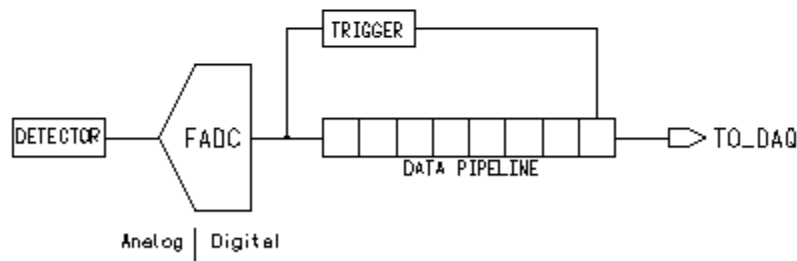 TRIGGER
DETECTOR
FADC
TO_DAQ
DATA PIPELINE
Analog
Digital